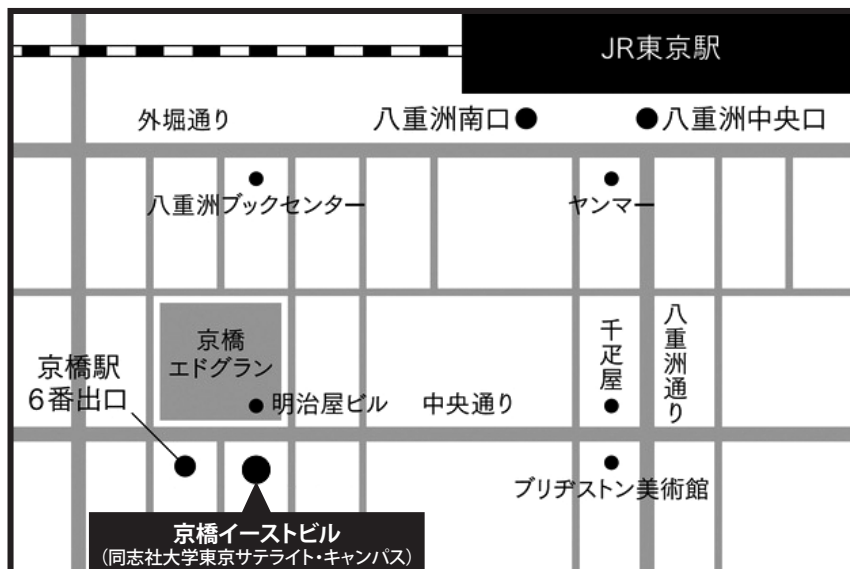 JR東京駅
外堀通り
八重洲南口
八重洲中央口
八重洲ブックセンター
ヤンマー
京橋
エドグラン
京橋駅
6番出口
明治屋ビル
中央通り
千疋屋
八重洲通り
ブリヂストン美術館
京橋イーストビル
(同志社大学東京サテライト・キャンパス)